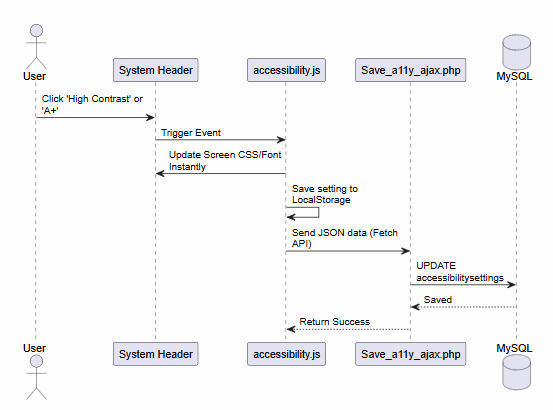 User
System Header
accessibility.js
Save_a11y_ajax.php
MySQL
Click 'High Contrast' or
'A+'
Trigger Event
Update Screen CSS/Font
Instantly
Save setting to
LocalStorage
Send JSON data (Fetch
API)
UPDATE
accessibilitysettings
Saved
Return Success
User
System Header
accessibility.js
Save_a11y_ajax.php
MySQL